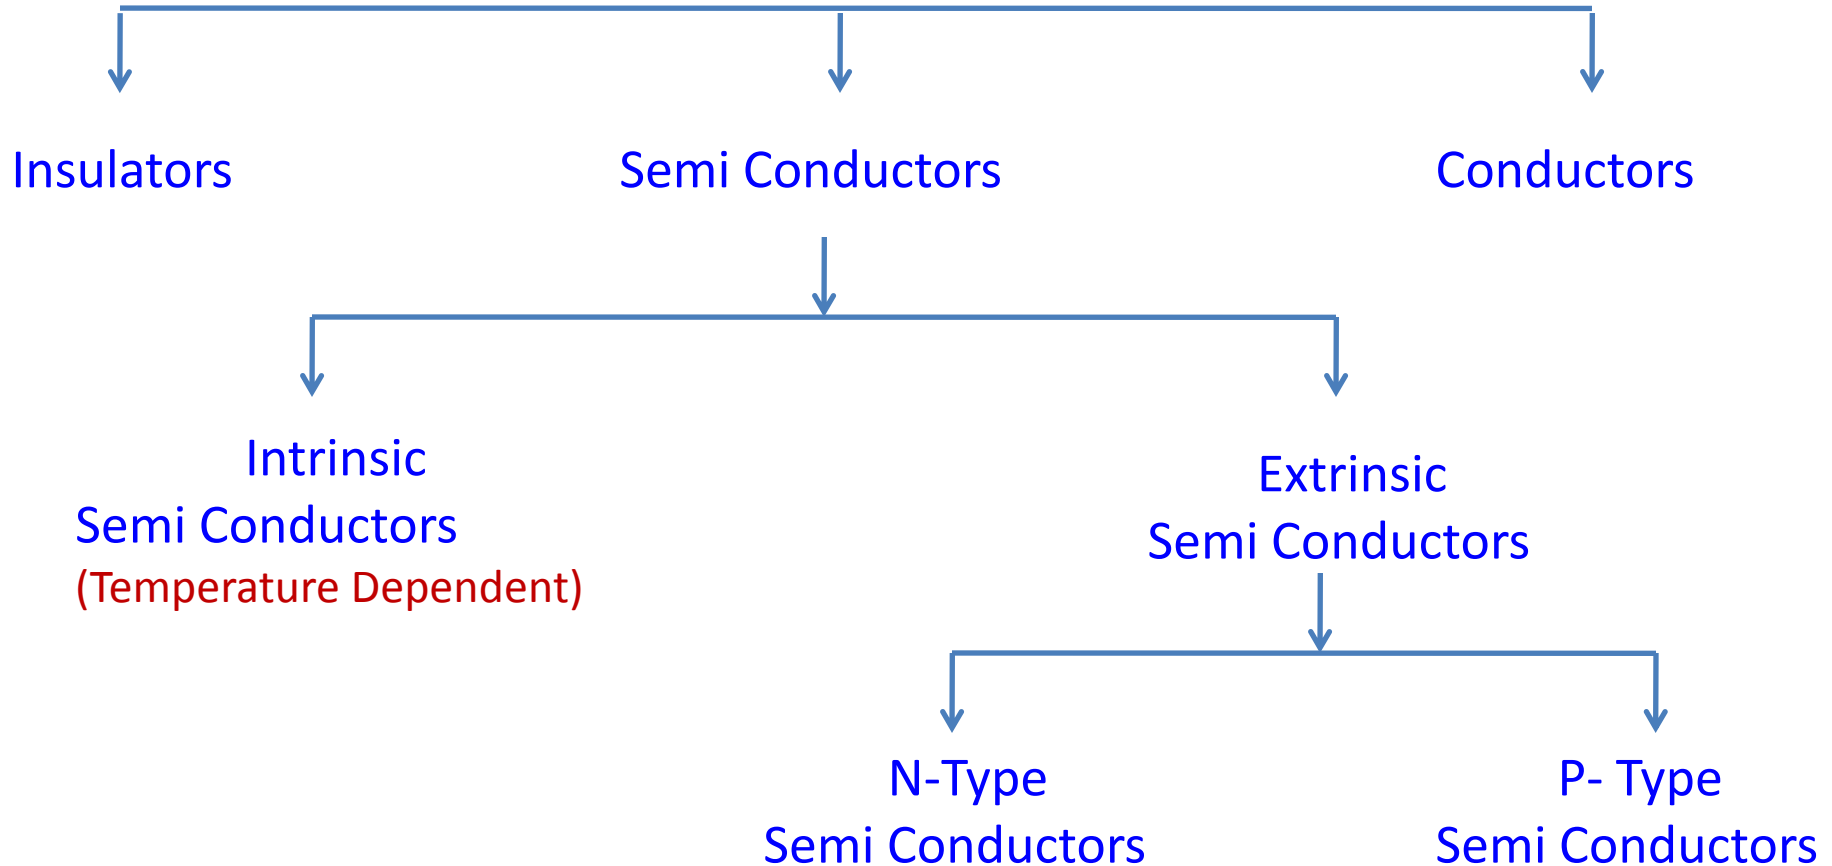 Insulators
Semi Conductors
Conductors
Intrinsic
Semi Conductors
(Temperature Dependent)
Extrinsic
Semi Conductors
N-Type
Semi Conductors
P- Type
Semi Conductors